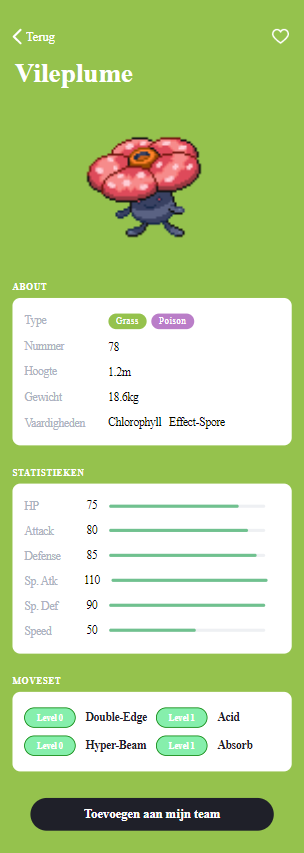 Terug
Vileplume
ABOUT
Type Grass Poison
Nummer 78
Hoogte 1.2m
Gewicht 18.6kg
Vaardigheden Chlorophyll Effect-Spore
STATISTIEKEN
HP 75
Attack 80
Defense 85
Sp. Atk 110
Sp. Def 90
Speed 50
MOVESET
Level 0 Double-Edge Level 1 Acid
Level 0 Hyper-Beam Level 1 Absorb
Toevoegen aan mijn team